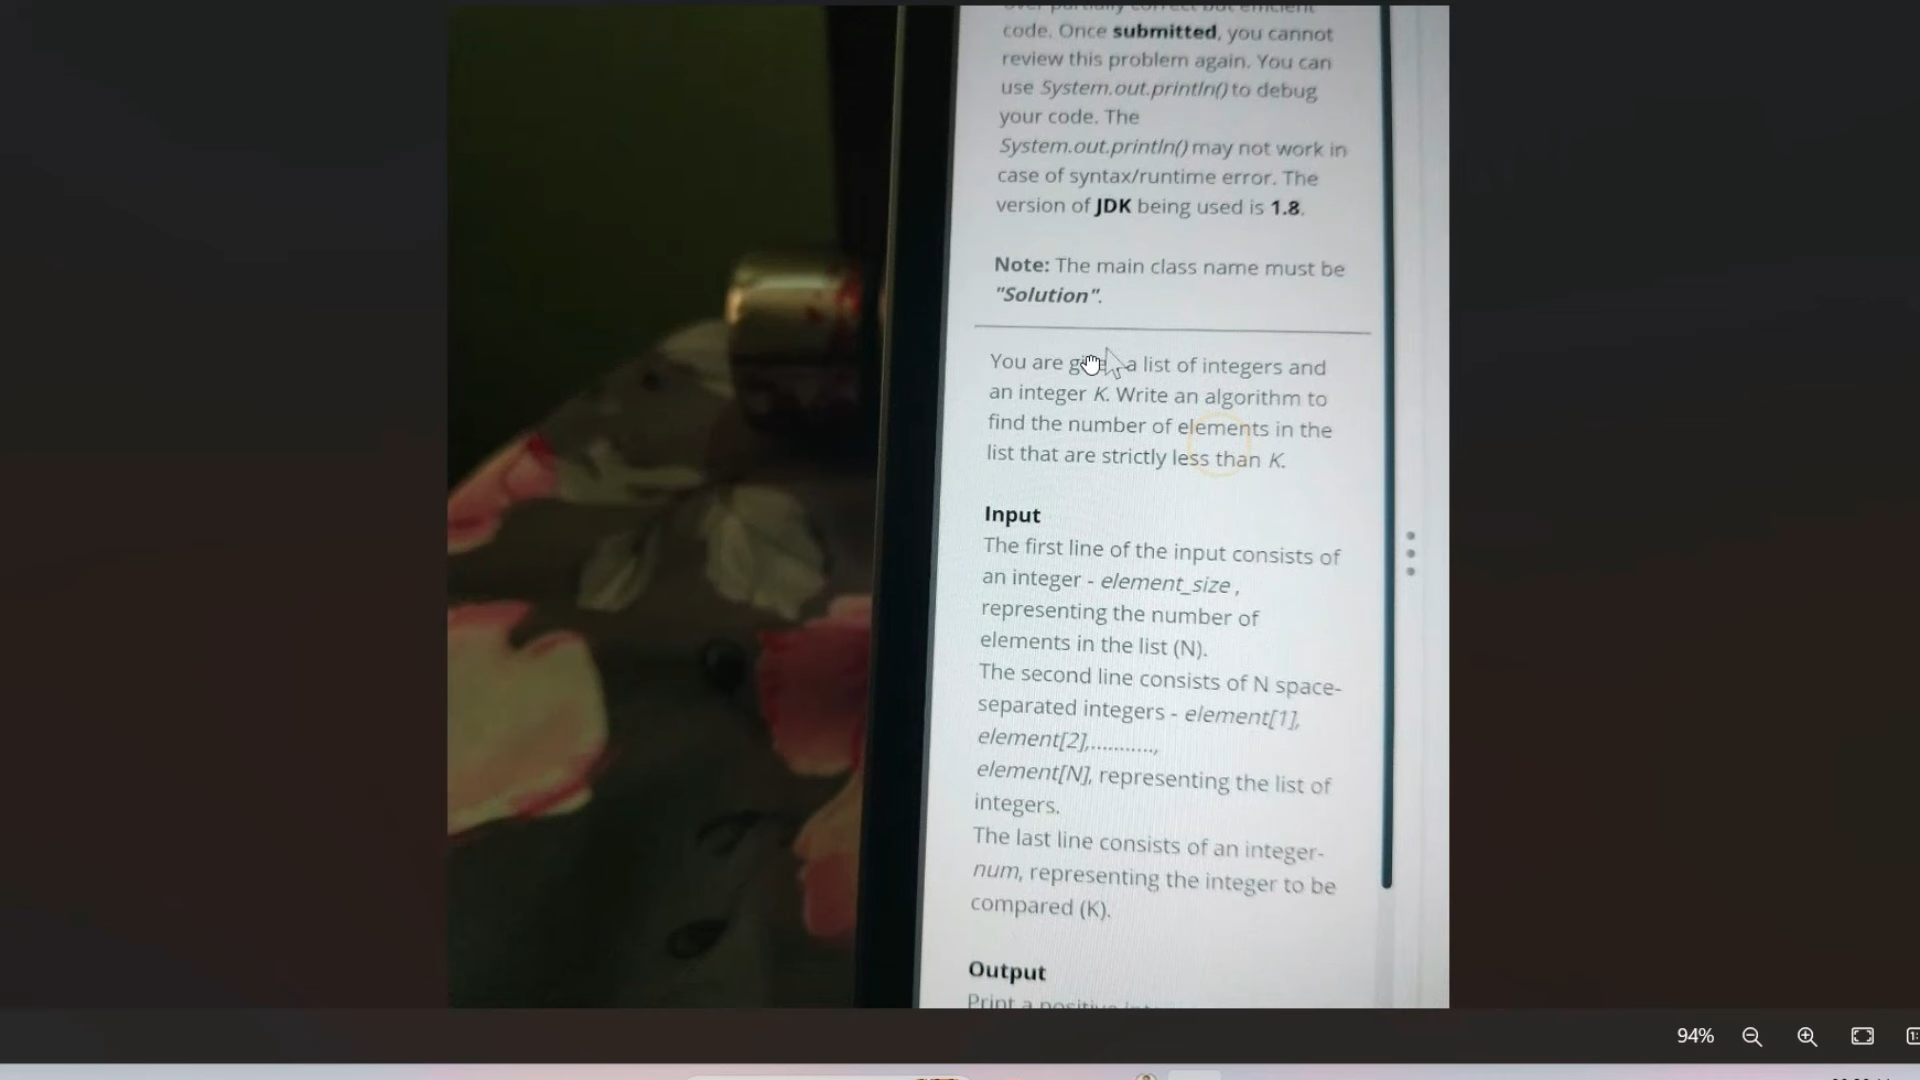 code. Once submitted, you cannot
review this problem again. You can
use System.out.println() to debug
your code. The
System.out.println() may not work in
case of syntax/runtime error. The
version of JDK being used is 1.8.
Note: The main class name must be
"Solution".
You are a list of integers and
an integer K. Write an algorithm to
find the number of elements in the
list that are strictly less than K.
Input
The first line of the input consists of
an integer - element_size ,
representing the number of
elements in the list (N).
The second line consists of N space-
separated integers - element[1],
element[2],...........,
element[N], representing the list of
integers.
The last line consists of an integer-
num, representing the integer to be
compared (K).
Output
Print a
94%